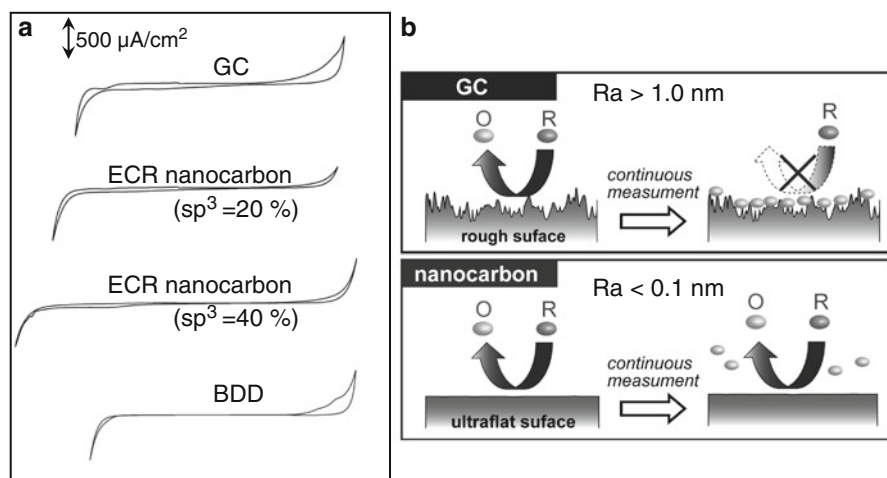 a
500 µA/cm²
GC
ECR nanocarbon
(sp³ =20 %)
ECR nanocarbon
(sp³ =40 %)
BDD
b
GC
Ra > 1.0 nm
O R
R
continuous
measument
rough suface
nanocarbon
Ra < 0.1 nm
O R
O R
continuous
measument
ultraflat suface